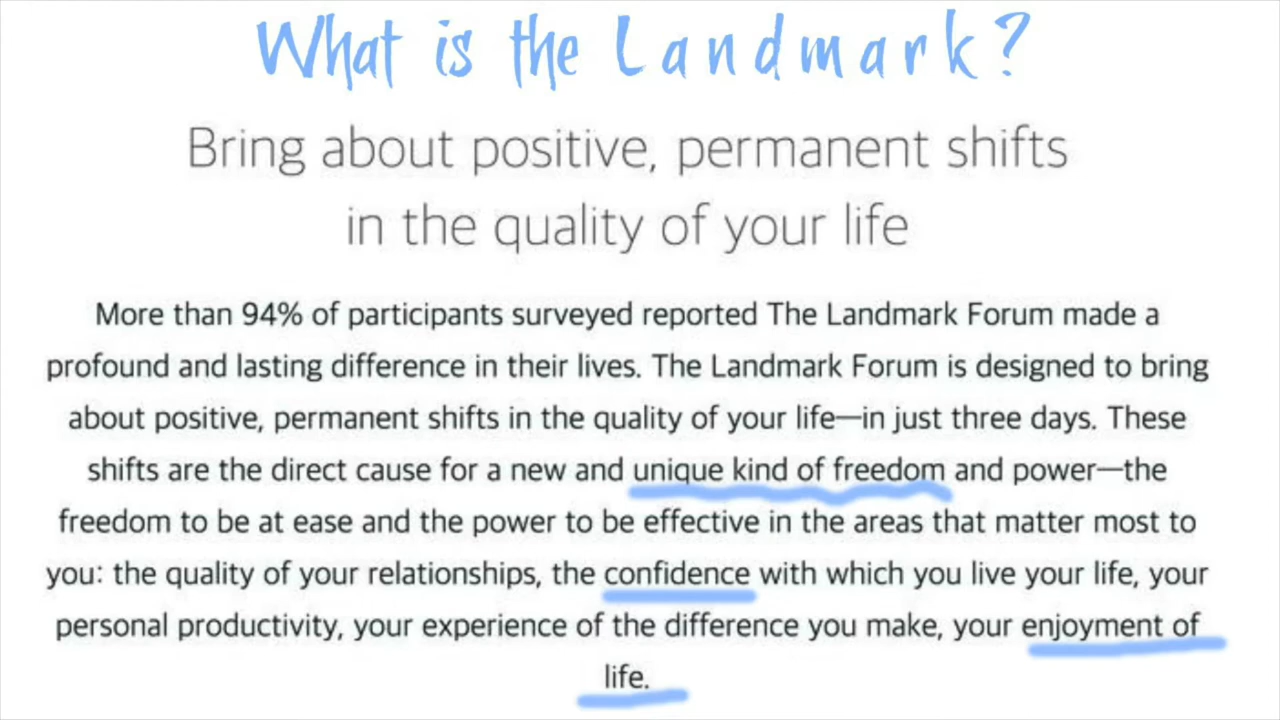 What is the Landmark?
Bring about positive, permanent shifts
in the quality of your life
More than 94% of participants surveyed reported The Landmark Forum made a
profound and lasting difference in their lives. The Landmark Forum is designed to bring
about positive, permanent shifts in the quality of your life—in just three days. These
shifts are the direct cause for a new and unique kind of freedom and power—the
freedom to be at ease and the power to be effective in the areas that matter most to
you: the quality of your relationships, the confidence with which you live your life, your
personal productivity, your experience of the difference you make, your enjoyment of
life.